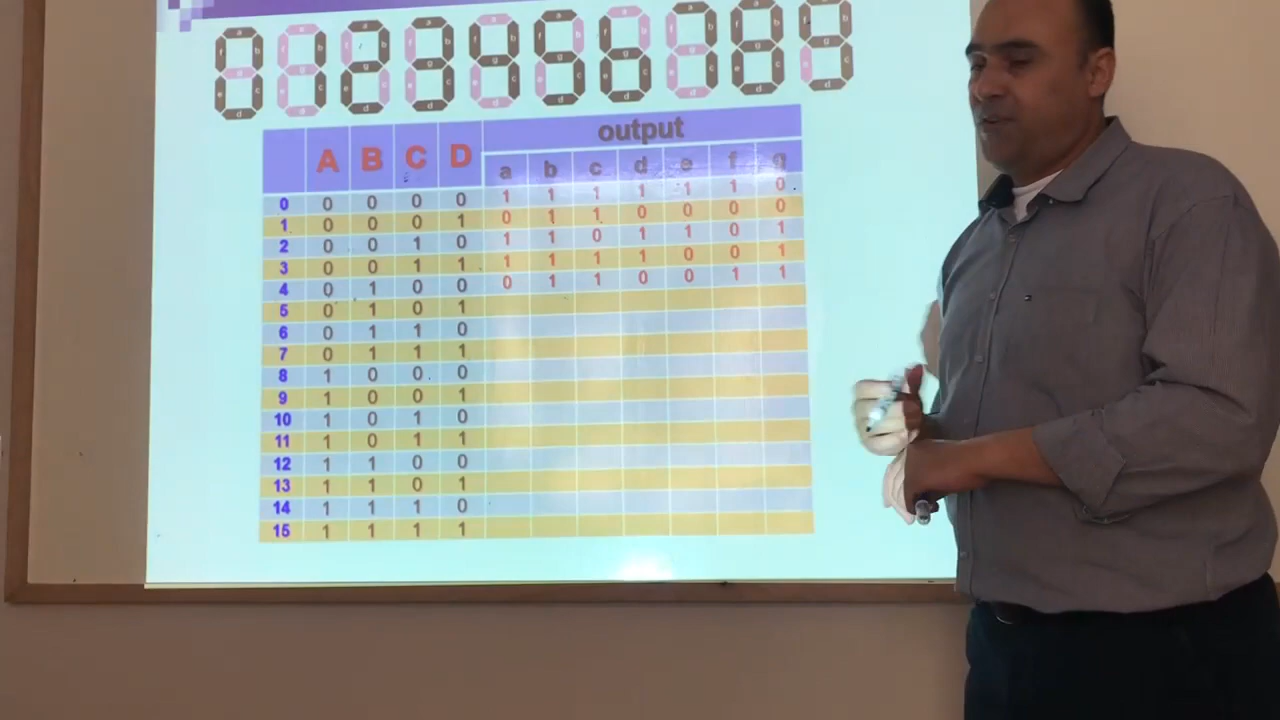 output
A B C D a b c d e f g
0 0 0 0 0 1 1 1 1 1 1 0
1 0 0 0 1 0 1 1 0 0 0 0
2 0 0 1 0 1 1 0 1 1 0 1
3 0 0 1 1 1 1 1 1 0 0 1
4 0 1 0 0 0 1 1 0 0 1 1
5 0 1 0 1
6 0 1 1 0
7 0 1 1 1
8 1 0 0 0
9 1 0 0 1
10 1 0 1 0
11 1 0 1 1
12 1 1 0 0
13 1 1 0 1
14 1 1 1 0
15 1 1 1 1